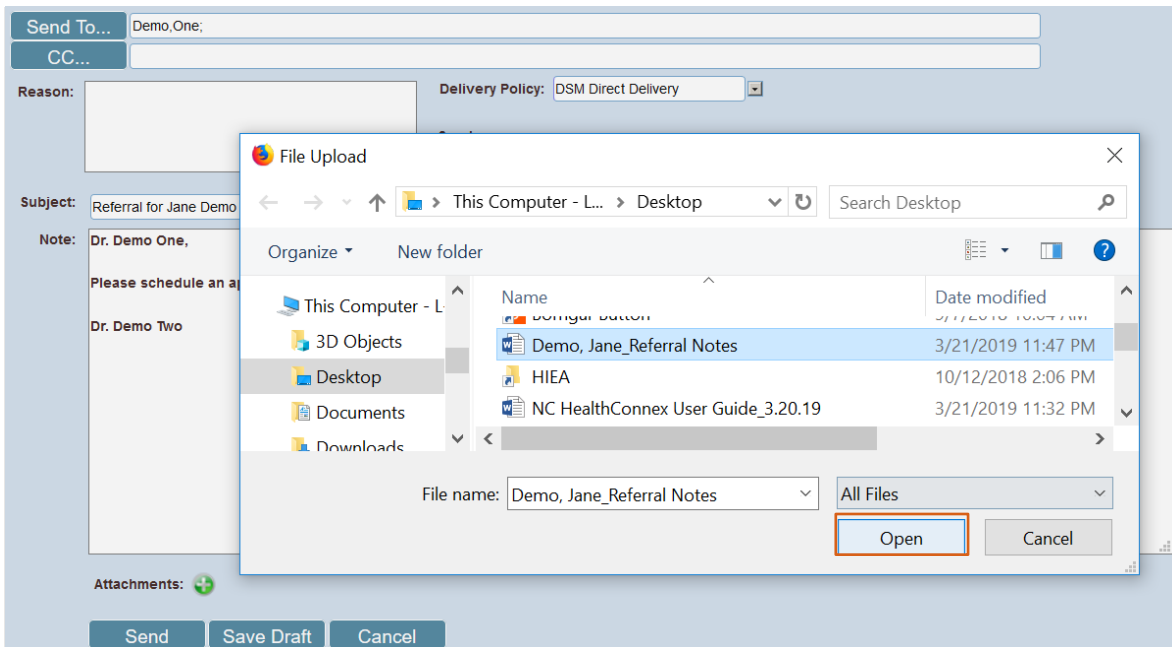 Send To... Demo,One;
CC...
Reason:
Delivery Policy: DSM Direct Delivery
File Upload
This Computer - L... > Desktop
Search Desktop
Subject: Referral for Jane Demo
Organize New folder
Note: Dr. Demo One,
Please schedule an
Dr. Demo Two
This Computer - L
3D Objects
Desktop
Documents
Downloads
Name Date modified
Bomgar Button
Demo, Jane_Referral Notes 3/21/2019 11:47 PM
HIEA 10/12/2018 2:06 PM
NC HealthConnex User Guide_3.20.19 3/21/2019 11:32 PM
File name: Demo, Jane_Referral Notes All Files
Open Cancel
Attachments:
Send Save Draft Cancel